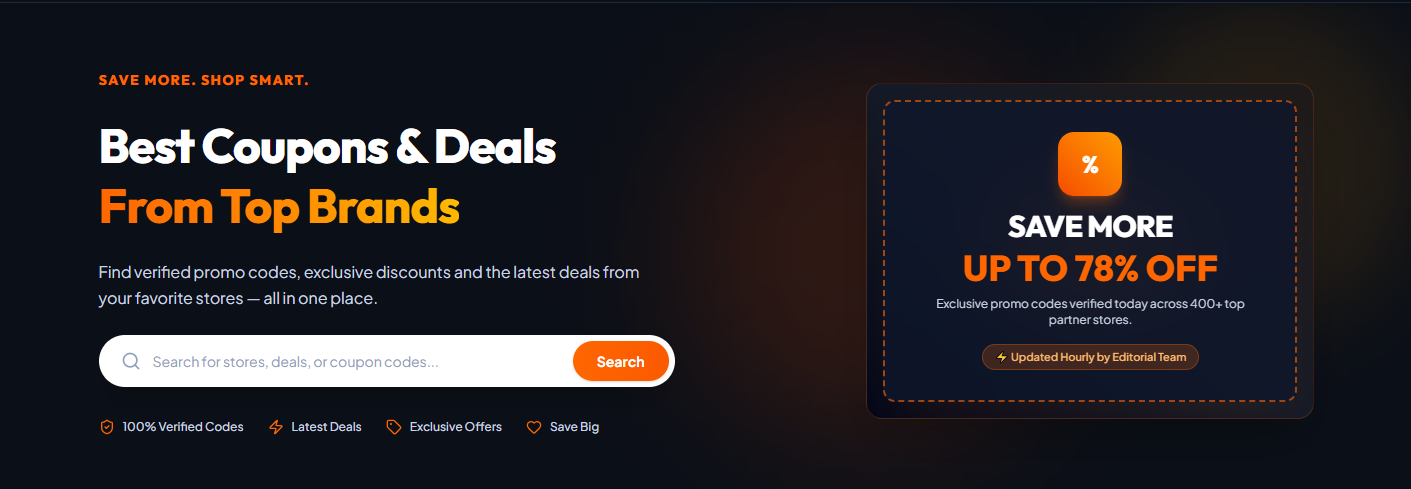 SAVE MORE. SHOP SMART.
Best Coupons & Deals
From Top Brands
Find verified promo codes, exclusive discounts and the latest deals from
your favorite stores — all in one place.
Search for stores, deals, or coupon codes...
Search
100% Verified Codes
Latest Deals
Exclusive Offers
Save Big
%
SAVE MORE
UP TO 78% OFF
Exclusive promo codes verified today across 400+ top
partner stores.
⚡ Updated Hourly by Editorial Team